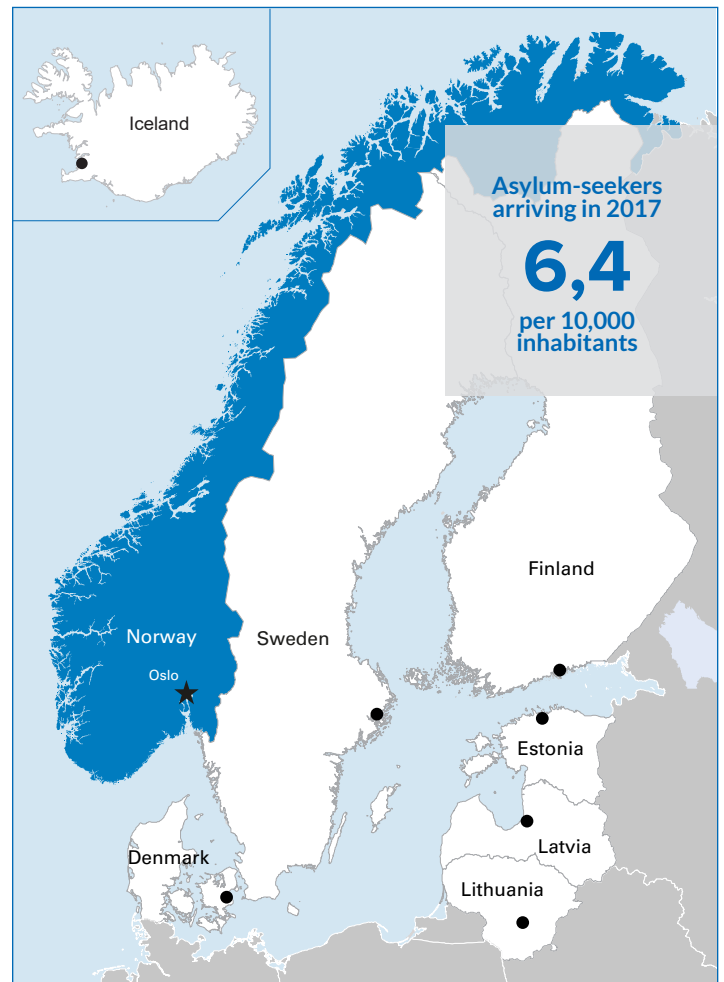 Iceland
Asylum-seekers
arriving in 2017
6,4
per 10,000
inhabitants
Finland
Norway
Sweden
Oslo
Estonia
Latvia
Denmark
Lithuania